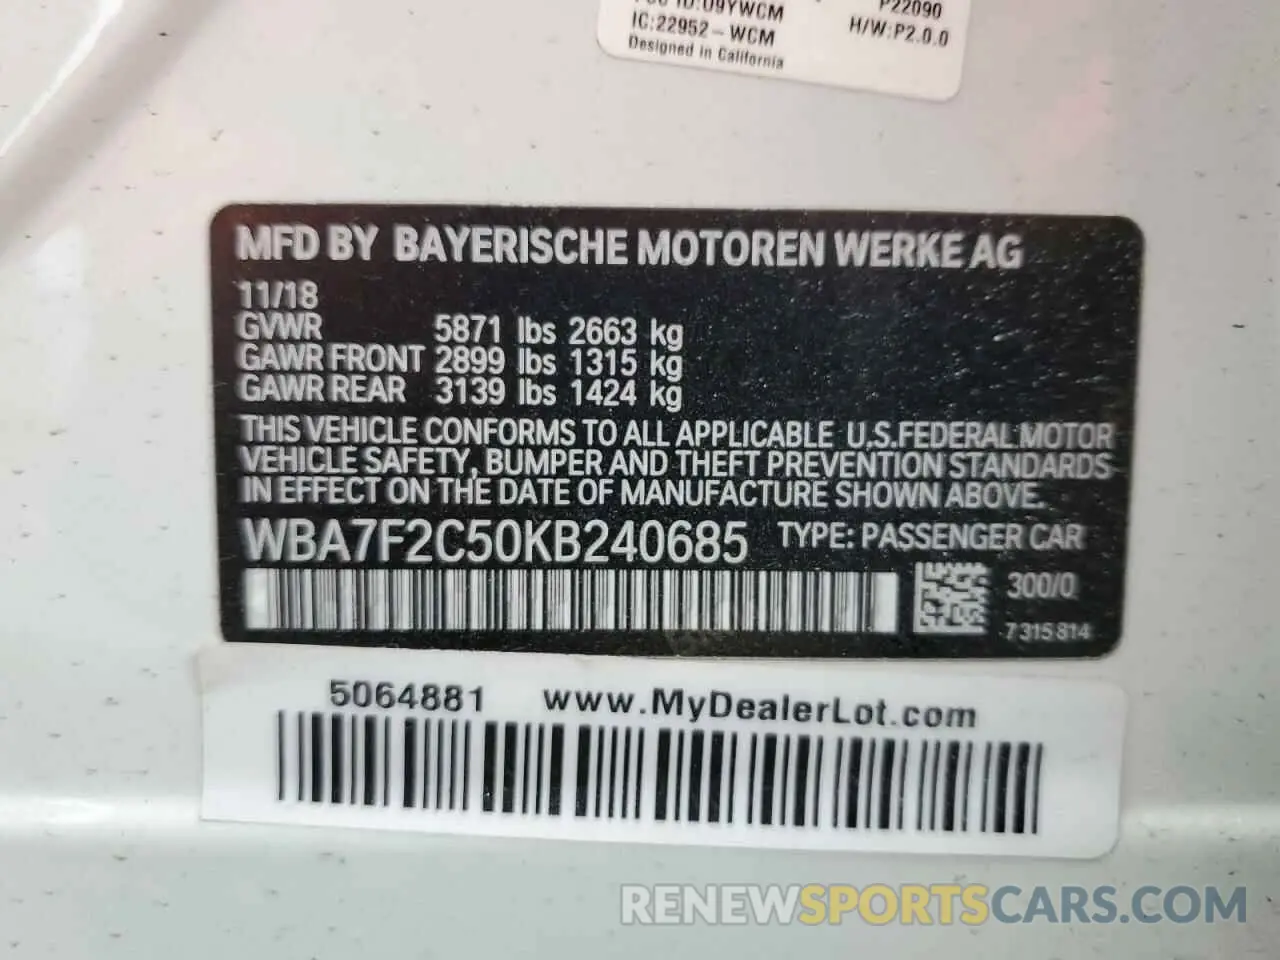 ID:U9YWCM
IC:22952-WCM
Designed in California
P22090
H/W:P2.0.0
MFD BY BAYERISCHE MOTOREN WERKE AG
11/18
GVWR 5871 lbs 2663 kg
GAWR FRONT 2899 lbs 1315 kg
GAWR REAR 3139 lbs 1424 kg
THIS VEHICLE CONFORMS TO ALL APPLICABLE U.S.FEDERAL MOTOR
VEHICLE SAFETY, BUMPER AND THEFT PREVENTION STANDARDS
IN EFFECT ON THE DATE OF MANUFACTURE SHOWN ABOVE.
WBA7F2C50KB240685 TYPE: PASSENGER CAR
300/0
7 315 814
5064881 www.MyDealerLot.com
RENEWSPORTSCARS.COM